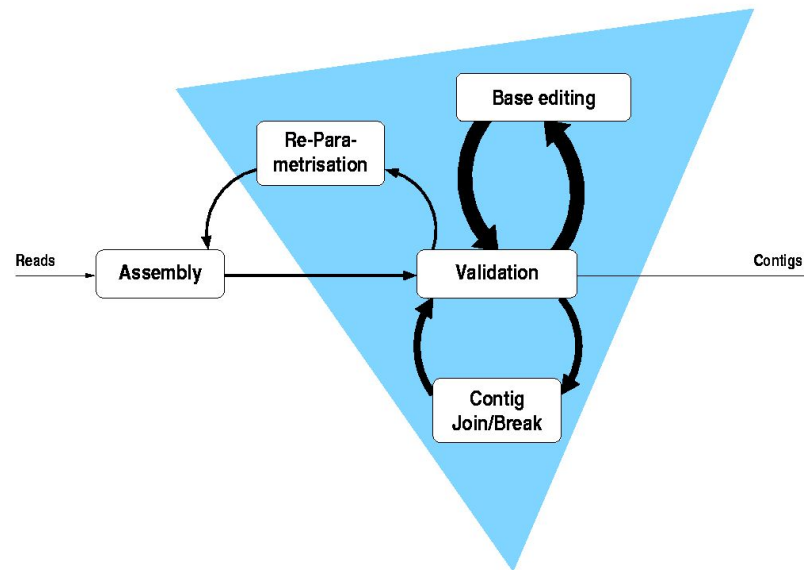 Base editing
Re-Para-
metrisation
Reads
Assembly
Validation
Contigs
Contig
Join/Break